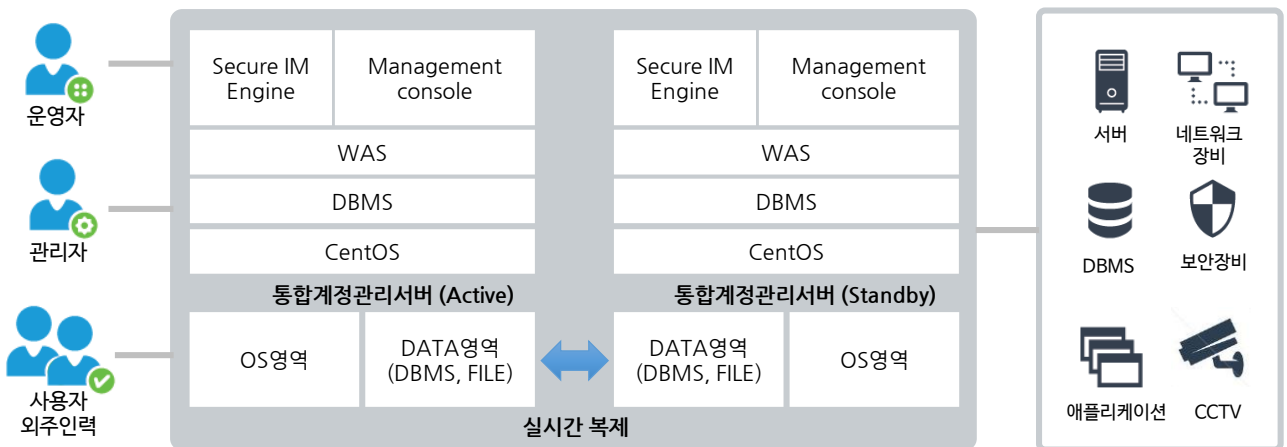 운영자
관리자
사용자
외주인력
Secure IM
Engine
Management
console
WAS
DBMS
CentOS
통합계정관리서버 (Active)
OS영역
DATA영역
(DBMS, FILE)
Secure IM
Engine
Management
console
WAS
DBMS
CentOS
통합계정관리서버 (Standby)
DATA영역
(DBMS, FILE)
OS영역
실시간 복제
서버
네트워크
장비
DBMS
보안장비
애플리케이션
CCTV